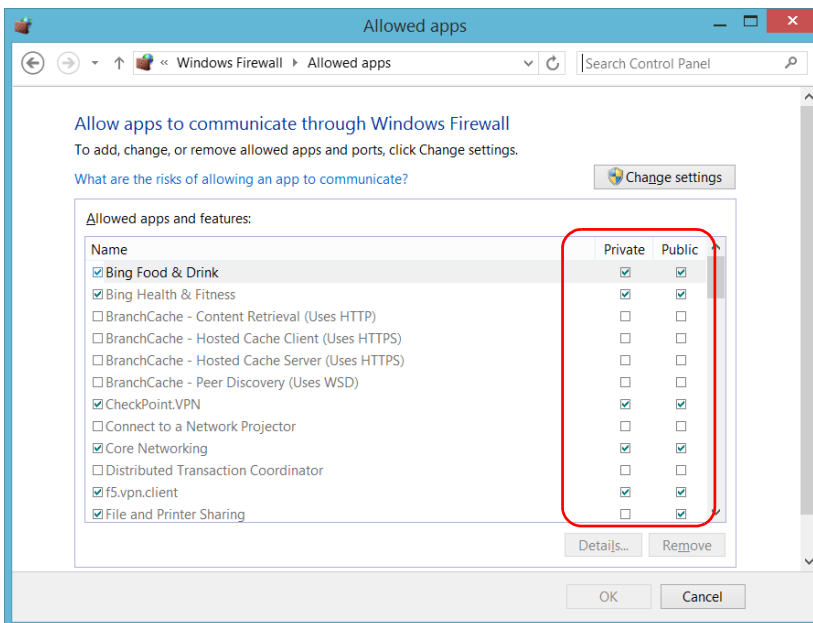 Allowed apps
« Windows Firewall Allowed apps
Search Control Panel
Allow apps to communicate through Windows Firewall
To add, change, or remove allowed apps and ports, click Change settings.
What are the risks of allowing an app to communicate?
Change settings
Allowed apps and features:
Name Private Public
Bing Food & Drink
Bing Health & Fitness
BranchCache - Content Retrieval (Uses HTTP)
BranchCache - Hosted Cache Client (Uses HTTPS)
BranchCache - Hosted Cache Server (Uses HTTPS)
BranchCache - Peer Discovery (Uses WSD)
CheckPoint.VPN
Connect to a Network Projector
Core Networking
Distributed Transaction Coordinator
f5.vpn.client
File and Printer Sharing
Details... Remove
OK Cancel